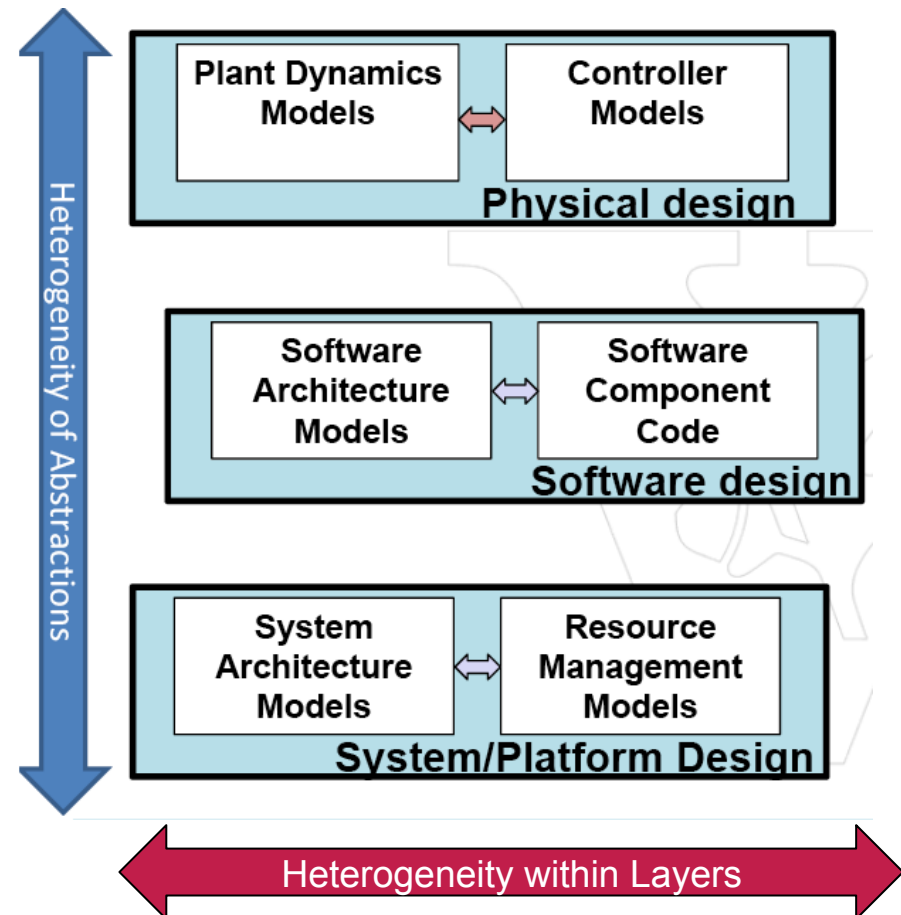 Heterogeneity of Abstractions
Plant Dynamics
Models
Controller
Models
Physical design
Software
Architecture
Models
Software
Component
Code
Software design
System
Architecture
Models
Resource
Management
Models
System/Platform Design
Heterogeneity within Layers